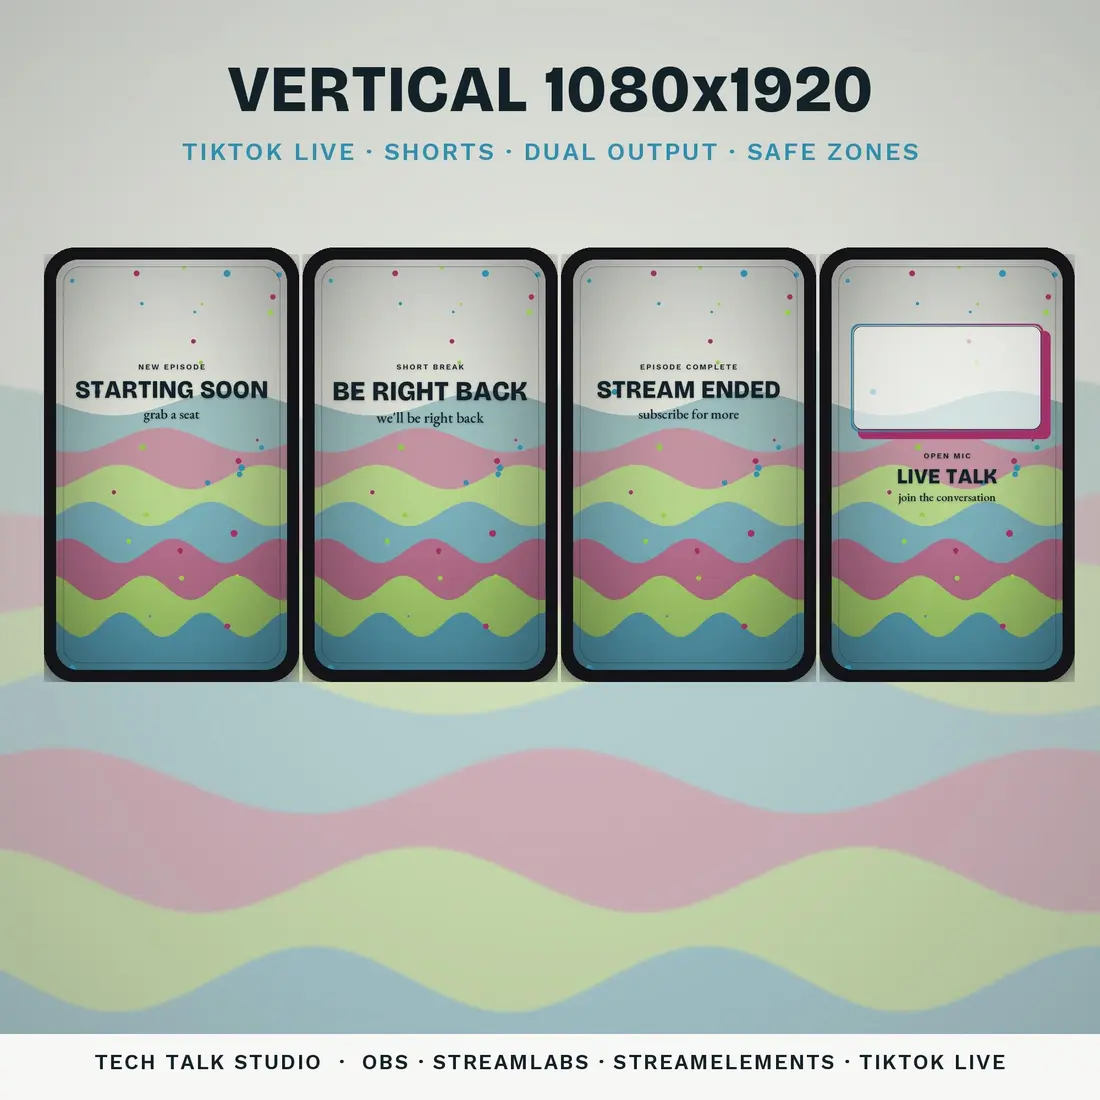 VERTICAL 1080x1920
TIKTOK LIVE · SHORTS · DUAL OUTPUT · SAFE ZONES
NEW EPISODE
STARTING SOON
grab a seat
SHORT BREAK
BE RIGHT BACK
we'll be right back
EPISODE COMPLETE
STREAM ENDED
subscribe for more
OPEN MIC
LIVE TALK
join the conversation
TECH TALK STUDIO · OBS · STREAMLABS · STREAMELEMENTS · TIKTOK LIVE